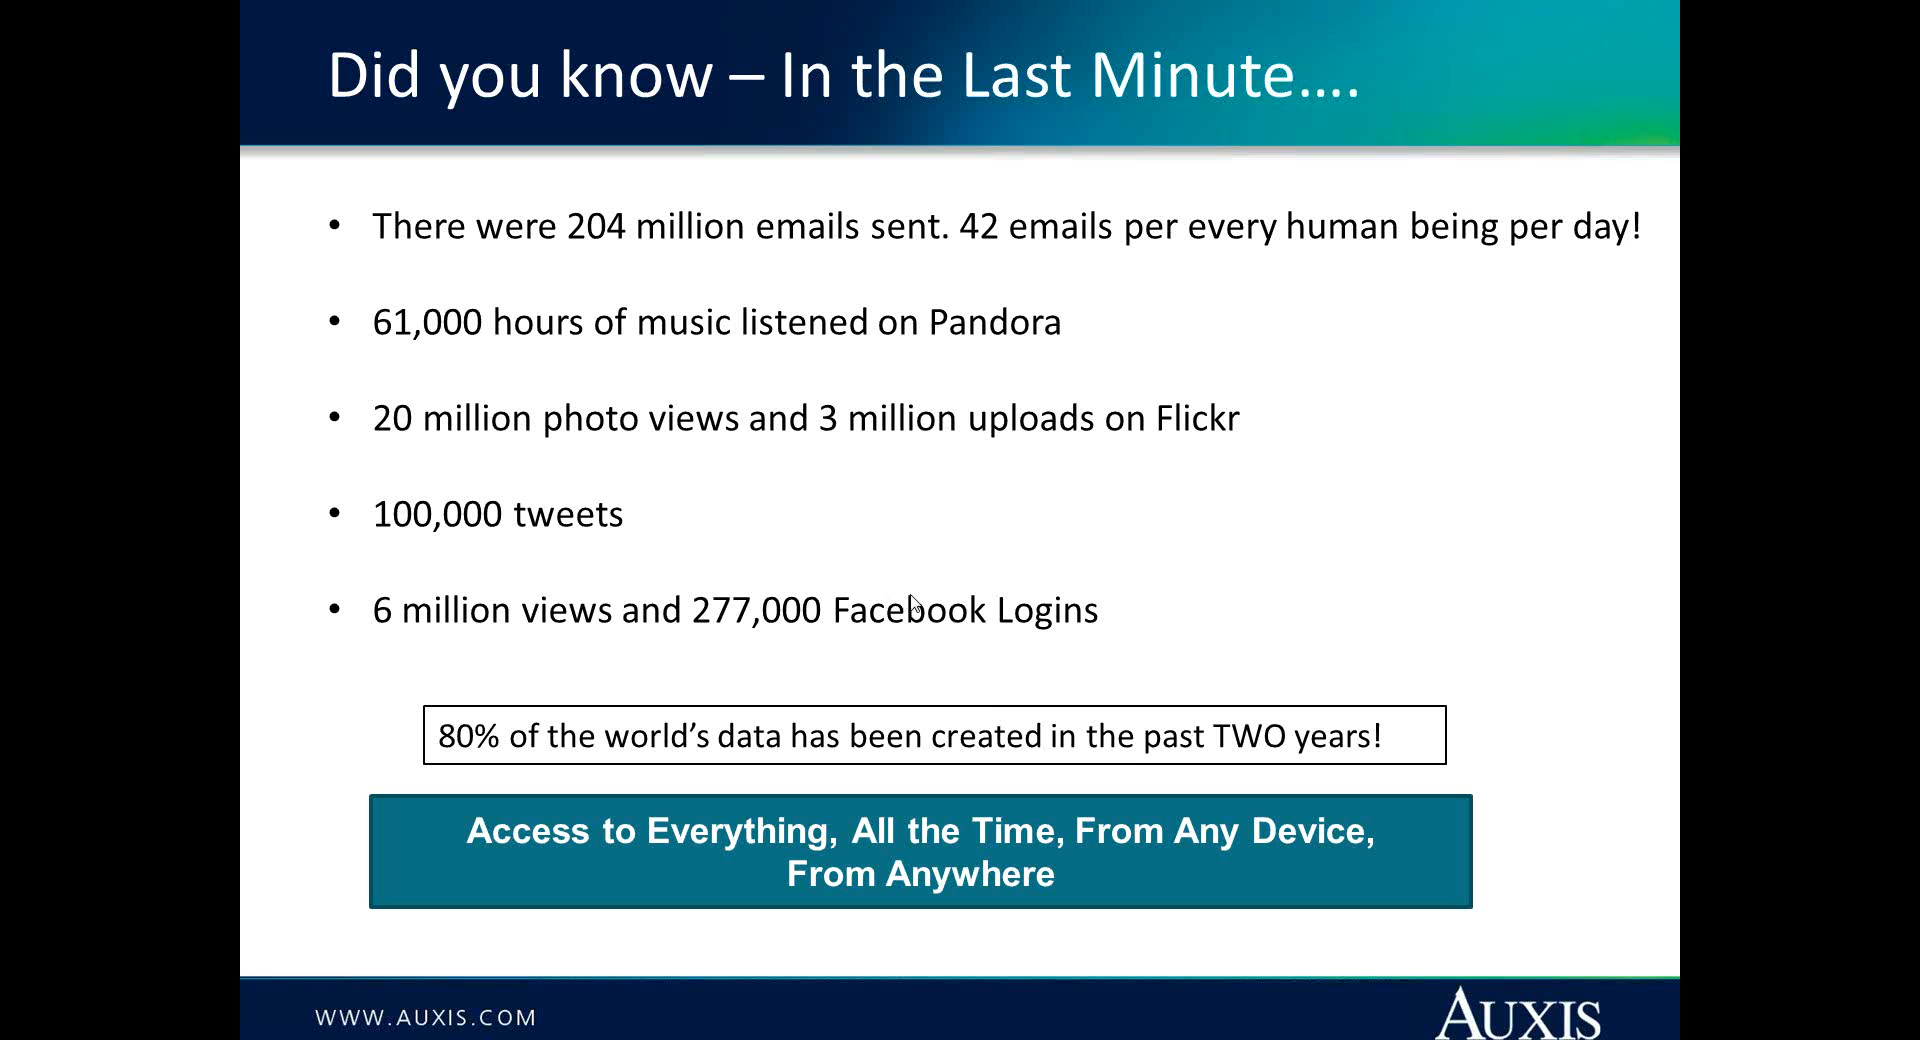 Did you know – In the Last Minute….
• There were 204 million emails sent. 42 emails per every human being per day!
• 61,000 hours of music listened on Pandora
• 20 million photo views and 3 million uploads on Flickr
• 100,000 tweets
• 6 million views and 277,000 Facebook Logins
80% of the world’s data has been created in the past TWO years!
Access to Everything, All the Time, From Any Device,
From Anywhere
WWW.AUXIS.COM
AUXIS